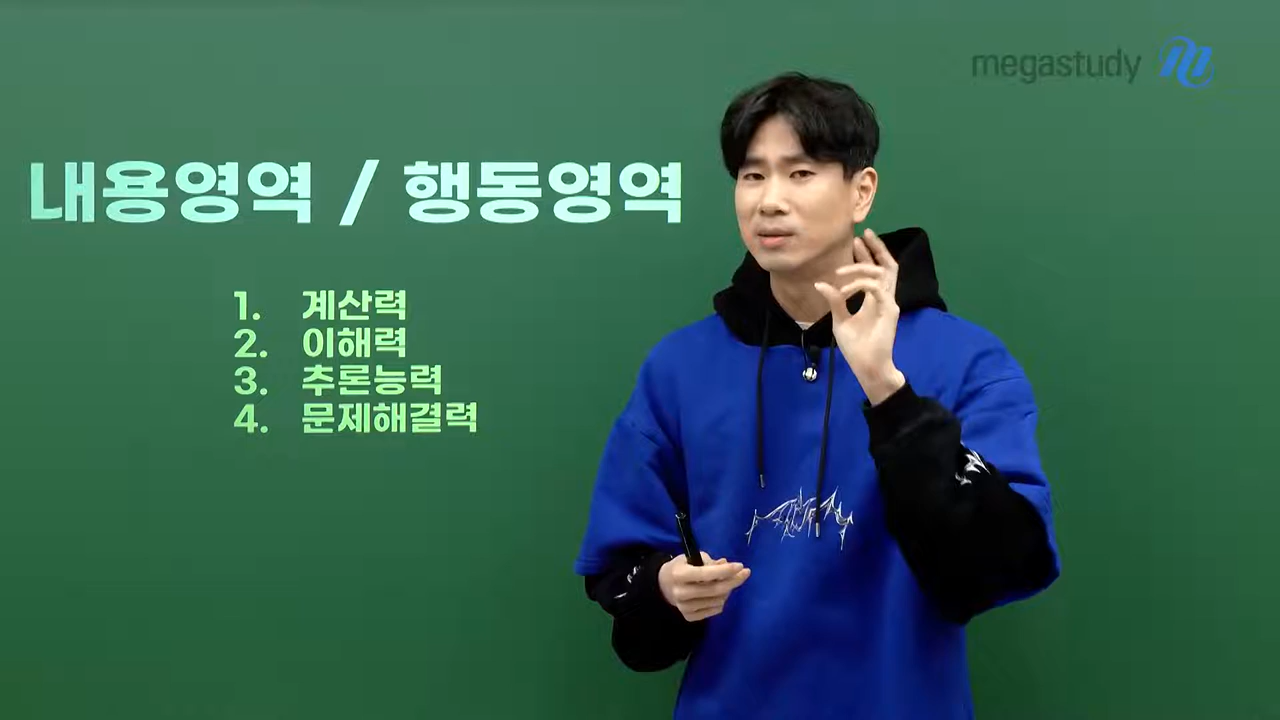 megastudy
내용영역 / 행동영역
1. 계산력
2. 이해력
3. 추론능력
4. 문제해결력